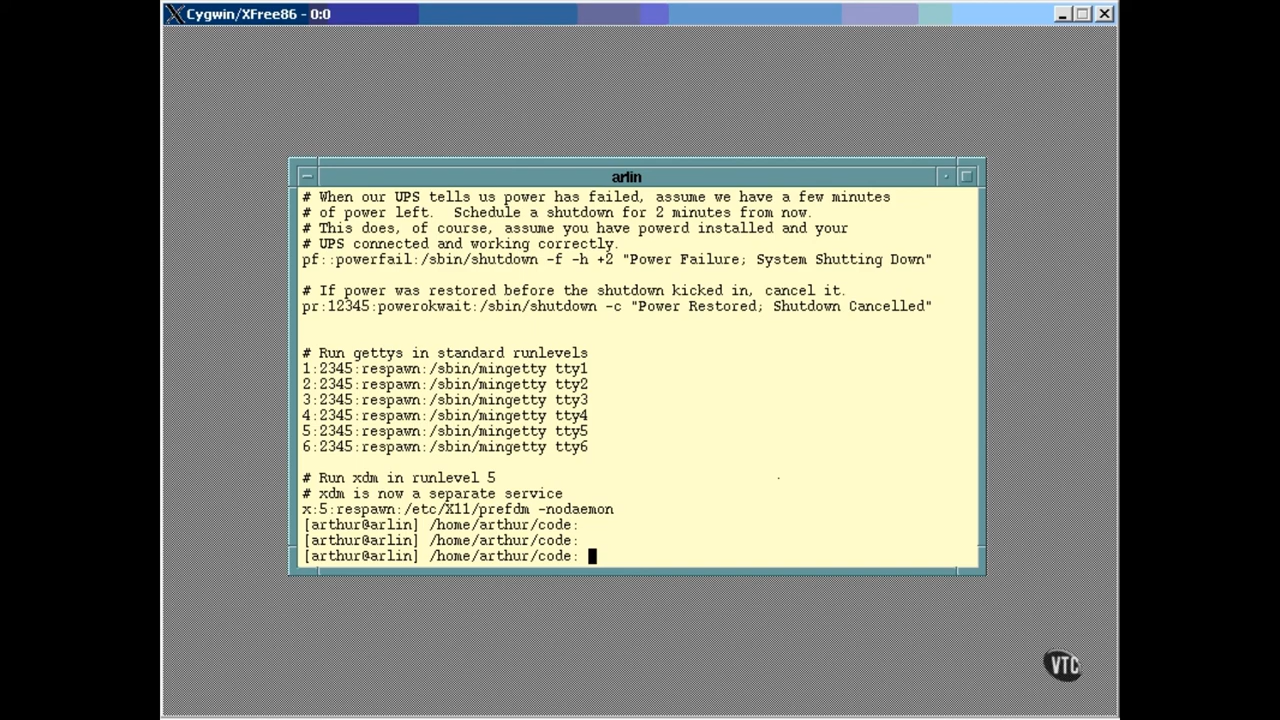 Cygwin/XFree86 - 0:0
arlin
# When our UPS tells us power has failed, assume we have a few minutes
# of power left.  Schedule a shutdown for 2 minutes from now.
# This does, of course, assume you have powerd installed and your
# UPS connected and working correctly.
pf::powerfail:/sbin/shutdown -f -h +2 "Power Failure; System Shutting Down"
# If power was restored before the shutdown kicked in, cancel it.
pr:12345:powerokwait:/sbin/shutdown -c "Power Restored; Shutdown Cancelled"
# Run gettys in standard runlevels
1:2345:respawn:/sbin/mingetty tty1
2:2345:respawn:/sbin/mingetty tty2
3:2345:respawn:/sbin/mingetty tty3
4:2345:respawn:/sbin/mingetty tty4
5:2345:respawn:/sbin/mingetty tty5
6:2345:respawn:/sbin/mingetty tty6
# Run xdm in runlevel 5
# xdm is now a separate service
x:5:respawn:/etc/X11/prefdm -nodaemon
[arthur@arlin] /home/arthur/code:
[arthur@arlin] /home/arthur/code:
[arthur@arlin] /home/arthur/code:
VTC